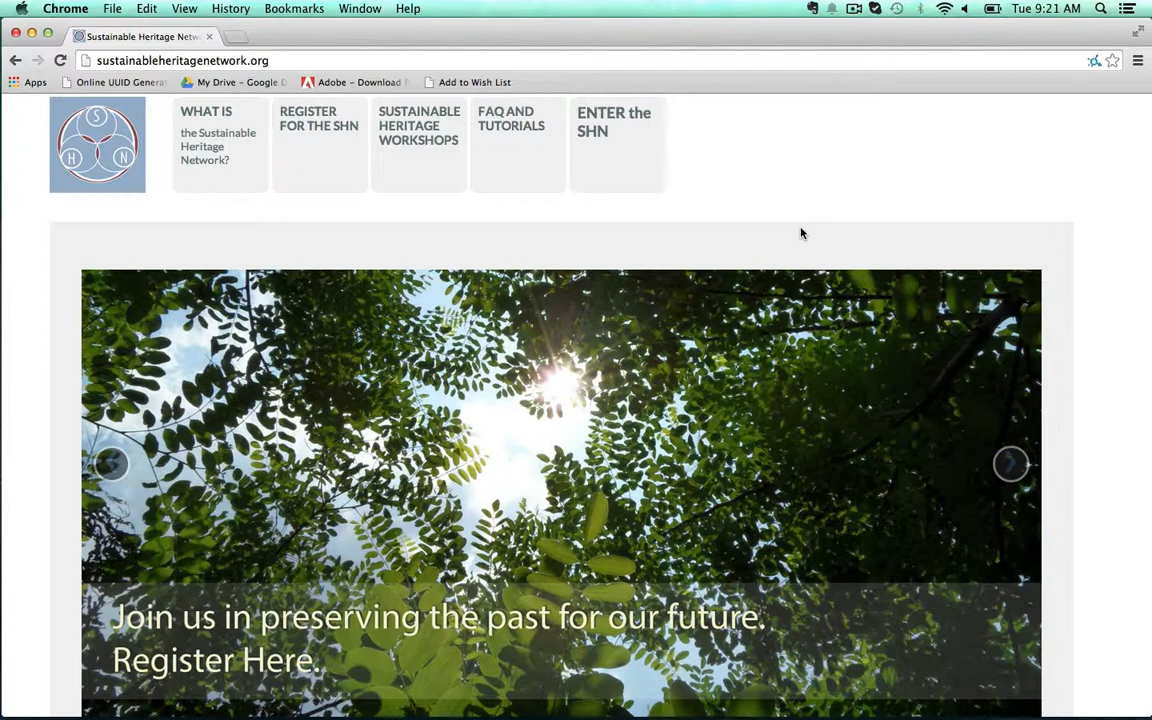 Chrome File Edit View History Bookmarks Window Help Tue 9:21 AM
Sustainable Heritage Netw
sustainableheritagenetwork.org
Apps Online UUID Genera My Drive - Google D Adobe - Download Add to Wish List
S
H N
WHAT IS
the Sustainable
Heritage
Network?
REGISTER
FOR THE SHN
SUSTAINABLE
HERITAGE
WORKSHOPS
FAQ AND
TUTORIALS
ENTER the
SHN
Join us in preserving the past for our future.
Register Here.